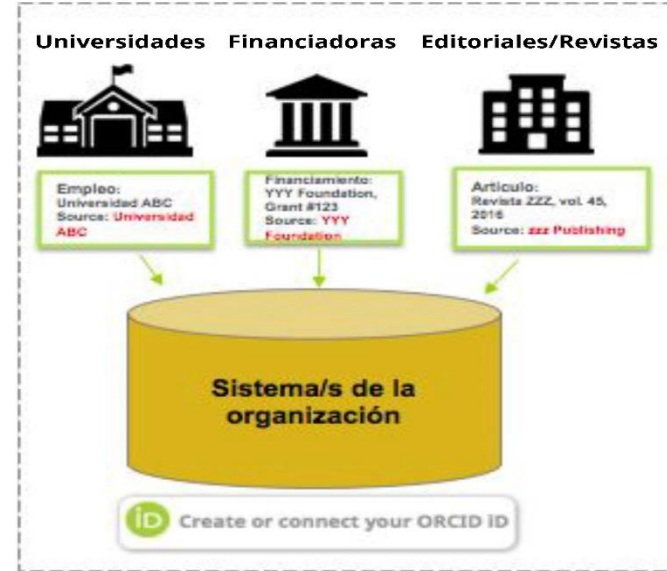 Universidades Financiadoras Editoriales/Revistas
Empleo:
Universidad ABC
Source: Universidad
ABC
Financiamiento:
YYY Foundation,
Grant #123
Source: YYY
Foundation
Articulo:
Revista ZZZ, vol. 45,
2016
Source: zzz Publishing
Sistema/s de la
organización
iD Create or connect your ORCID iD